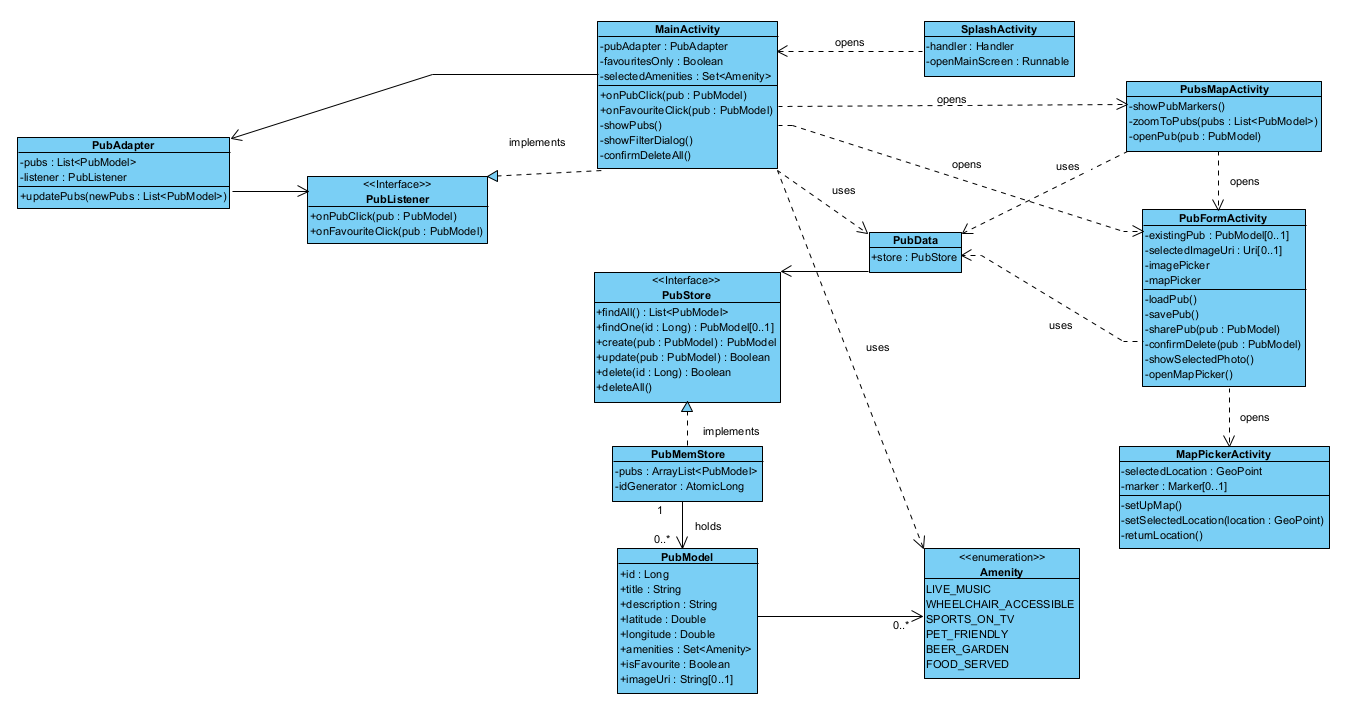 MainActivity
-pubAdapter : PubAdapter
-favouritesOnly : Boolean
-selectedAmenities : Set<Amenity>
+onPubClick(pub : PubModel)
+onFavouriteClick(pub : PubModel)
-showPubs()
-showFilterDialog()
-confirmDeleteAll()
opens
SplashActivity
-handler : Handler
-openMainScreen : Runnable
opens
PubsMapActivity
-showPubMarkers()
-zoomToPubs(pubs : List<PubModel>)
-openPub(pub : PubModel)
PubAdapter
-pubs : List<PubModel>
-listener : PubListener
+updatePubs(newPubs : List<PubModel>)
implements
<<Interface>>
PubListener
+onPubClick(pub : PubModel)
+onFavouriteClick(pub : PubModel)
opens
uses
uses
opens
PubData
+store : PubStore
PubFormActivity
-existingPub : PubModel[0..1]
-selectedImageUri : Uri[0..1]
-imagePicker
-mapPicker
-loadPub()
-savePub()
-sharePub(pub : PubModel)
-confirmDelete(pub : PubModel)
-showSelectedPhoto()
-openMapPicker()
<<Interface>>
PubStore
+findAll() : List<PubModel>
+findOne(id : Long) : PubModel[0..1]
+create(pub : PubModel) : PubModel
+update(pub : PubModel) : Boolean
+delete(id : Long) : Boolean
+deleteAll()
uses
uses
implements
opens
PubMemStore
-pubs : ArrayList<PubModel>
-idGenerator : AtomicLong
MapPickerActivity
-selectedLocation : GeoPoint
-marker : Marker[0..1]
-setUpMap()
-setSelectedLocation(location : GeoPoint)
-returnLocation()
1
holds
0..*
PubModel
+id : Long
+title : String
+description : String
+latitude : Double
+longitude : Double
+amenities : Set<Amenity>
+isFavourite : Boolean
+imageUri : String[0..1]
0..*
<<enumeration>>
Amenity
LIVE_MUSIC
WHEELCHAIR_ACCESSIBLE
SPORTS_ON_TV
PET_FRIENDLY
BEER_GARDEN
FOOD_SERVED